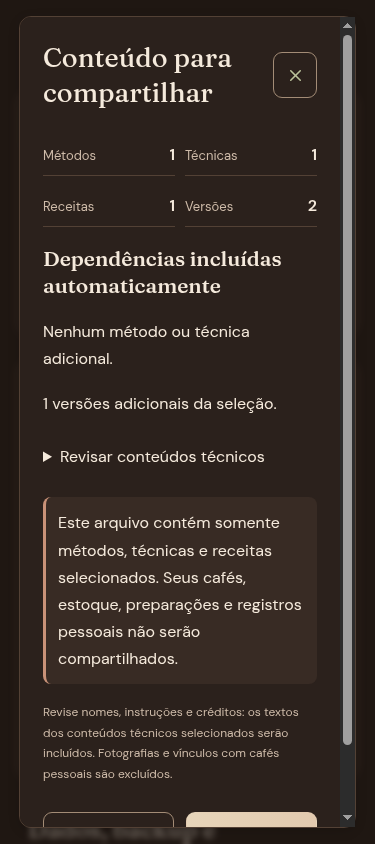 Conteúdo para
compartilhar
Métodos 1 Técnicas 1
Receitas 1 Versões 2
Dependências incluídas
automaticamente
Nenhum método ou técnica
adicional.
1 versões adicionais da seleção.
Revisar conteúdos técnicos
Este arquivo contém somente
métodos, técnicas e receitas
selecionados. Seus cafés,
estoque, preparações e registros
pessoais não serão
compartilhados.
Revise nomes, instruções e créditos: os textos
dos conteúdos técnicos selecionados serão
incluídos. Fotografias e vínculos com cafés
pessoais são excluídos.